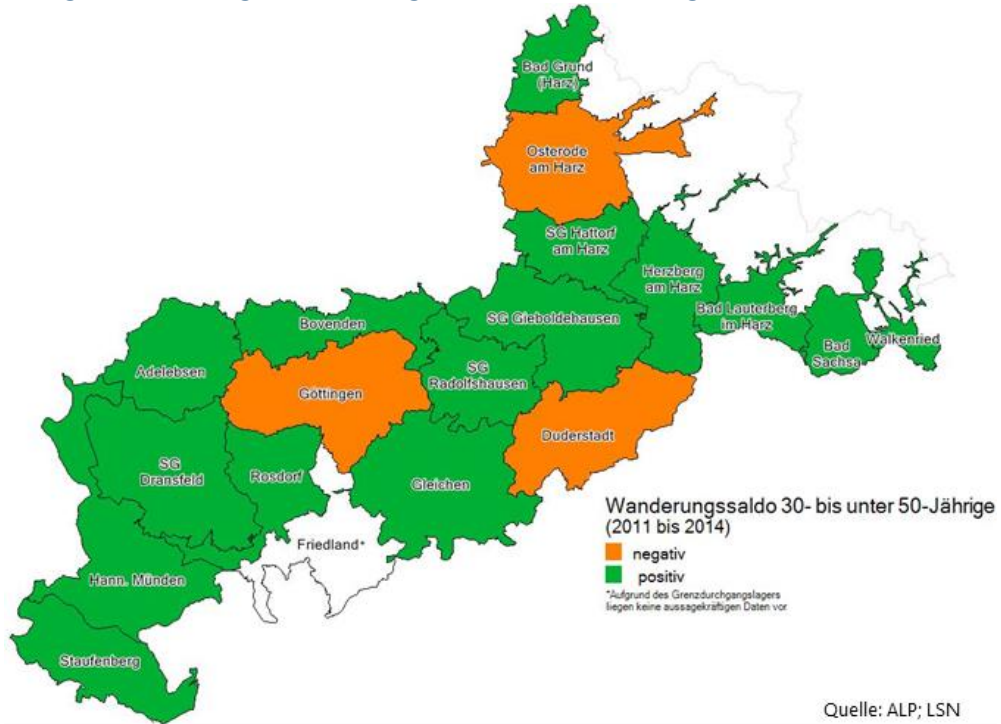 Bad Grund
(Harz)
Osterode
am Harz
SG Hattorf
am Harz
Herzberg
am Harz
SG Gieboldehausen
Bad Lauterberg
im Harz
Walkenried
Bad
Sachsa
Bovenden
Adelebsen
SG
Radolfshausen
Göttingen
Duderstadt
SG
Dransfeld
Rosdorf
Gleichen
Friedland*
Hann. Münden
Staufenberg
Wanderungssaldo 30- bis unter 50-Jährige
(2011 bis 2014)
negativ
positiv
*Aufgrund des Grenzdurchgangslagers
liegen keine aussagekräftigen Daten vor
Quelle: ALP; LSN